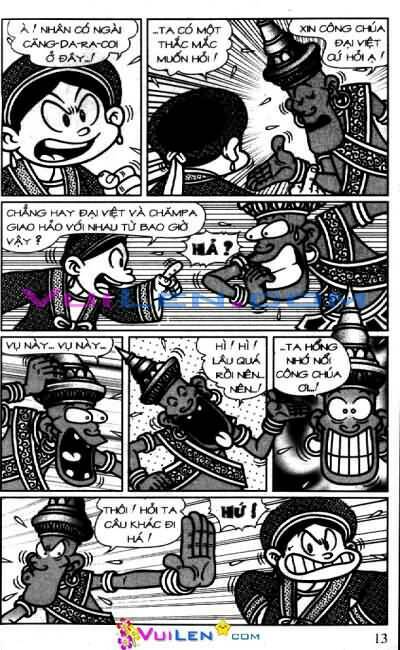 À! NHÂN CÓ NGÀI
CĂNG-DA-RA-COI
Ở ĐÂY...!
...TA CÓ MỘT
THẮC MẮC
MUỐN HỎI!
XIN CÔNG CHÚA
ĐẠI VIỆT
CỨ HỎI Ạ!
CHẲNG HAY ĐẠI VIỆT VÀ CHĂMPA
GIAO HẢO VỚI NHAU TỪ BAO GIỜ
VẬY?
HIẢ?
VUILEN.COM
VỤ NÀY... VỤ NÀY...
HÌ! HÌ!
LÂU QUÁ
RỒI NÊN...
NÊN...!
...TA HỔNG
NHỚ NỔI
CÔNG CHÚA
ƠI...!
THÔI! HỎI TA
CÂU KHÁC ĐI
HÁ!
HỨ!
13
VUILEN.COM